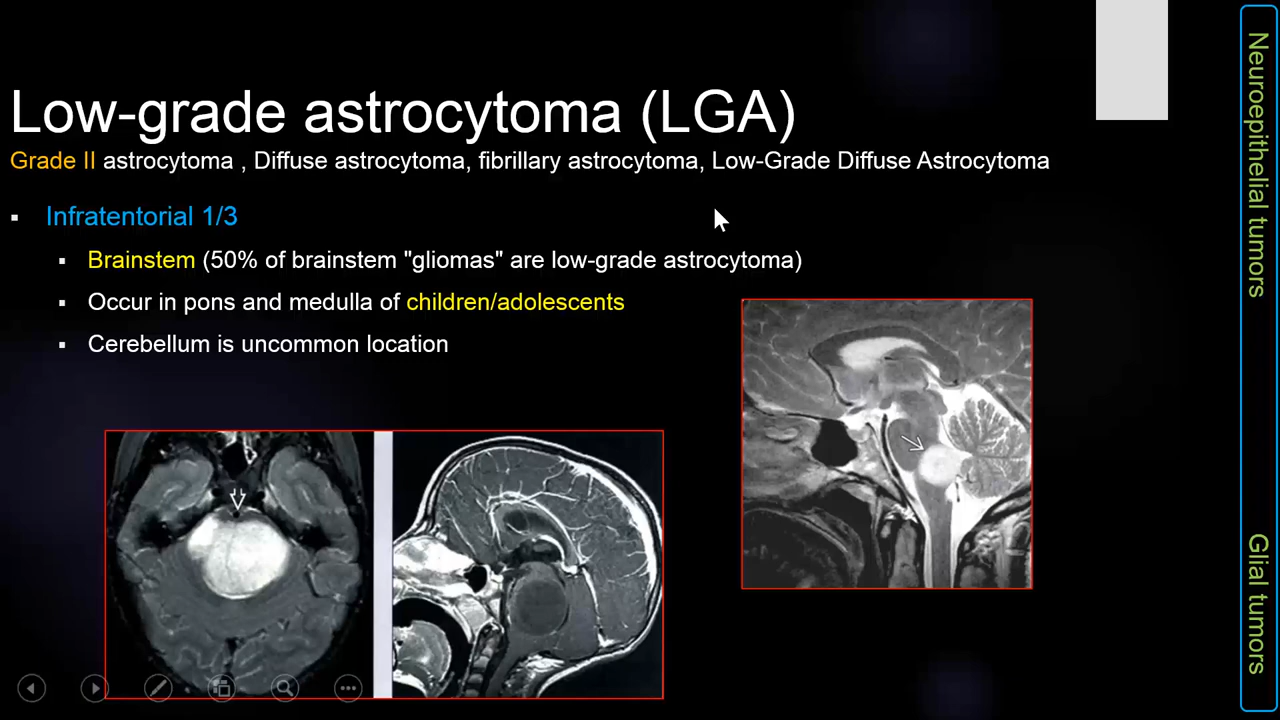 Low-grade astrocytoma (LGA)
Grade II astrocytoma , Diffuse astrocytoma, fibrillary astrocytoma, Low-Grade Diffuse Astrocytoma
▪ Infratentorial 1/3
▪ Brainstem (50% of brainstem "gliomas" are low-grade astrocytoma)
▪ Occur in pons and medulla of children/adolescents
▪ Cerebellum is uncommon location
Neuroepithelial tumors
Glial tumors